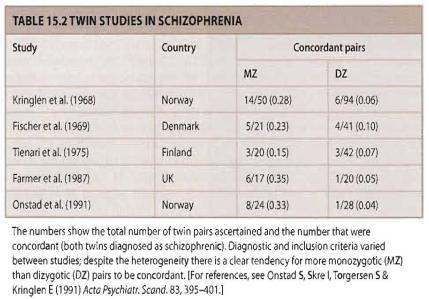 TABLE 15.2 TWIN STUDIES IN SCHIZOPHRENIA
Study Country Concordant pairs
MZ DZ
Kringlen et al. (1968) Norway 14/50 (0.28) 6/94 (0.06)
Fischer et al. (1969) Denmark 5/21 (0.23) 4/41 (0.10)
Tienari et al. (1975) Finland 3/20 (0.15) 3/42 (0.07)
Farmer et al. (1987) UK 6/17 (0.35) 1/20 (0.05)
Onstad et al. (1991) Norway 8/24 (0.33) 1/28 (0.04)
The numbers show the total number of twin pairs ascertained and the number that were
concordant (both twins diagnosed as schizophrenic). Diagnostic and inclusion criteria varied
between studies; despite the heterogeneity there is a clear tendency for more monozygotic (MZ)
than dizygotic (DZ) pairs to be concordant. [For references, see Onstad S, Skre I, Torgersen S &
Kringlen E (1991) Acta Psychiatr. Scand. 83, 395–401.]